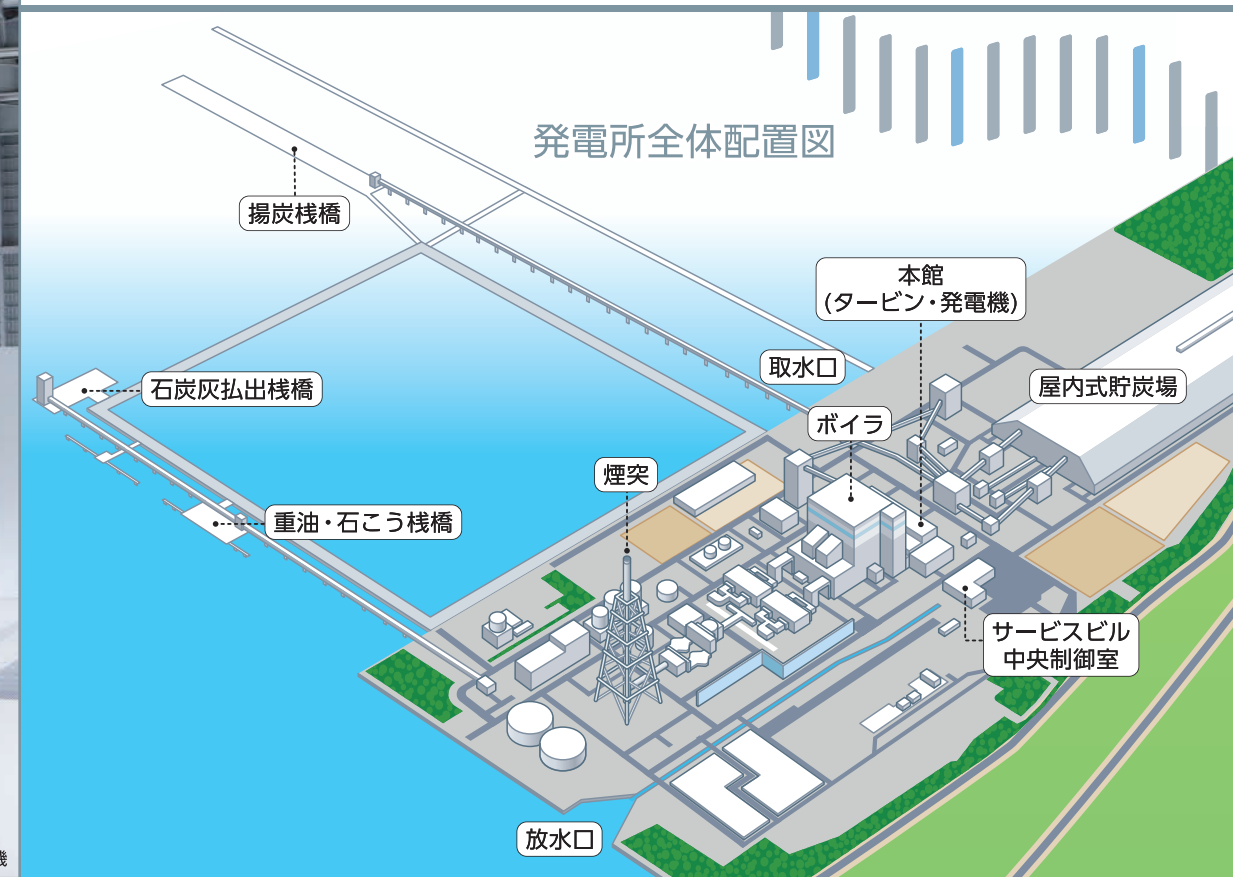 発電所全体配置図
揚炭桟橋
本館
(タービン・発電機)
取水口
石炭灰払出桟橋
屋内式貯炭場
ボイラ
煙突
重油・石こう桟橋
サービスビル
中央制御室
放水口
機